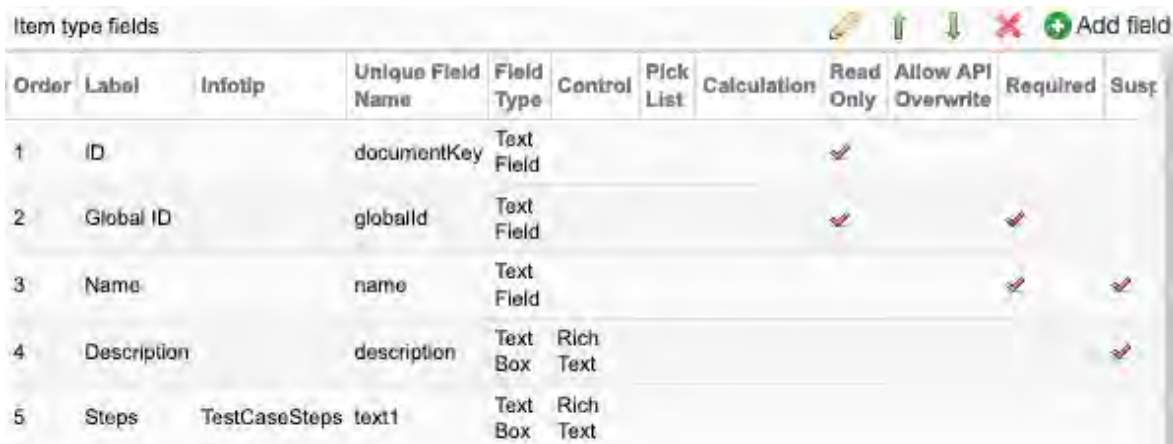 Item type fields Add field
Order Label Infotip Unique Field Name Field Type Control Pick List Calculation Read Only Allow API Overwrite Required Susp
1 ID documentKey Text Field
2 Global ID globalId Text Field
3 Name name Text Field
4 Description description Text Box Rich Text
5 Steps TestCaseSteps text1 Text Box Rich Text